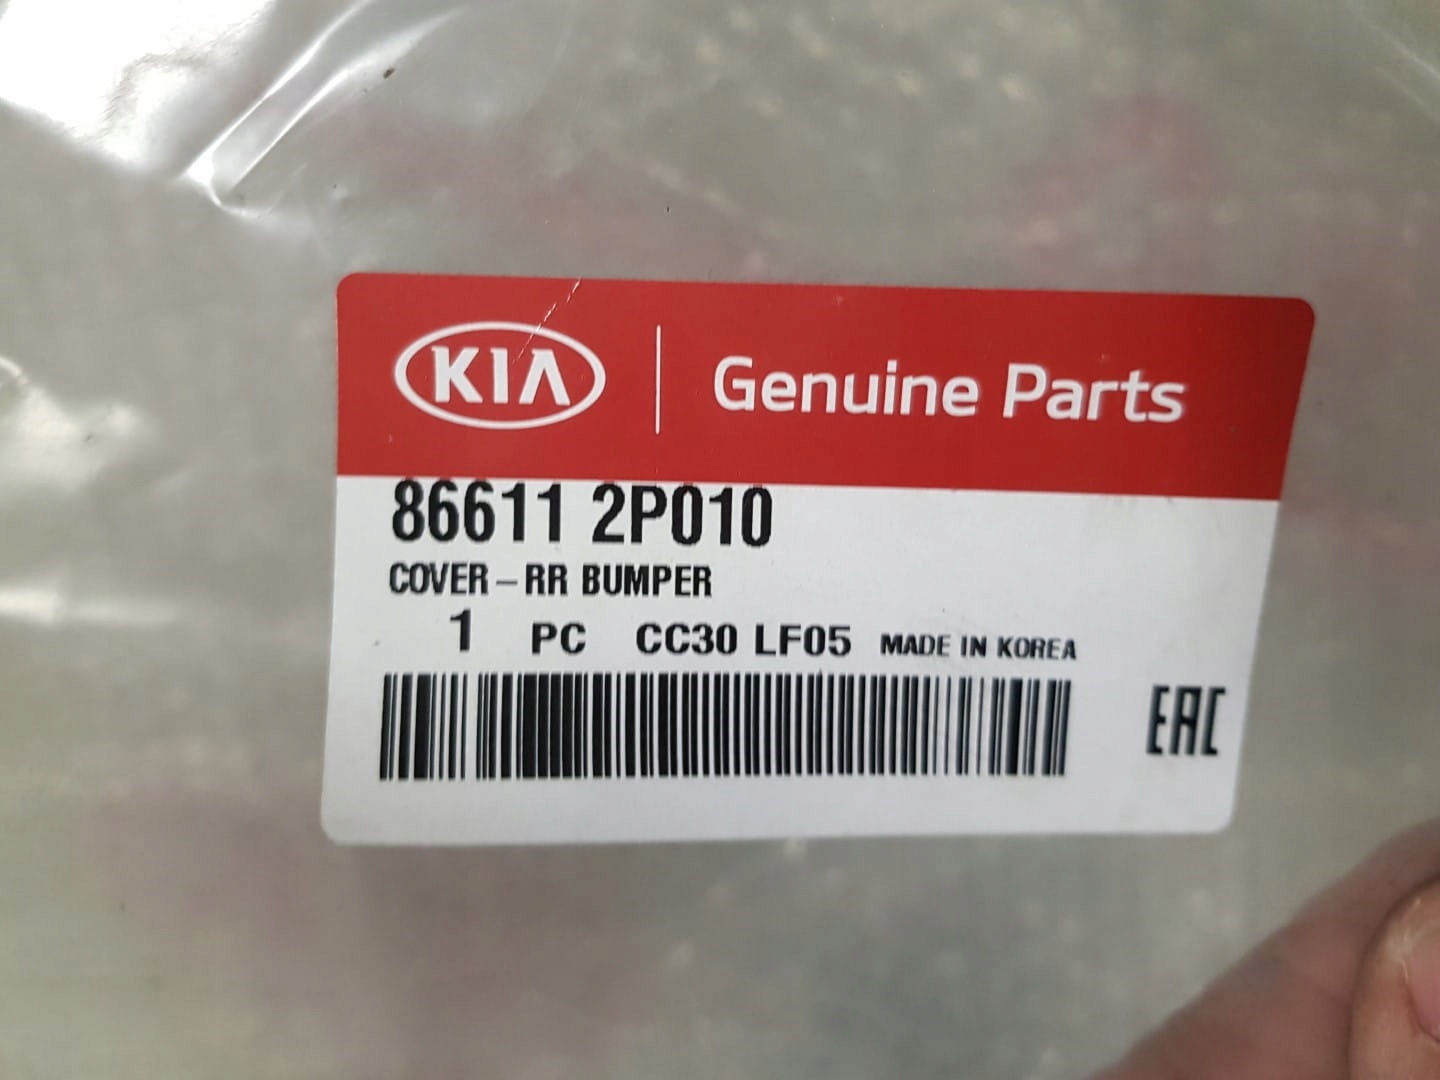 KIA Genuine Parts
86611 2P010
COVER-RR BUMPER
1 PC CC30 LF05 MADE IN KOREA
EAC